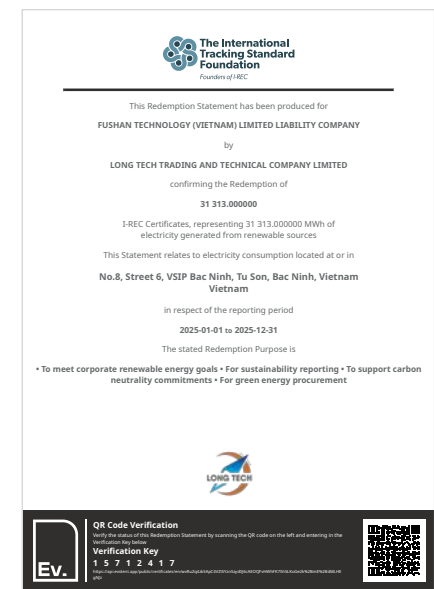 The International
Tracking Standard
Foundation
Founders of I-REC
This Redemption Statement has been produced for
FUSHAN TECHNOLOGY (VIETNAM) LIMITED LIABILITY COMPANY
by
LONG TECH TRADING AND TECHNICAL COMPANY LIMITED
confirming the Redemption of
31 313.000000
I-REC Certificates, representing 31 313.000000 MWh of
electricity generated from renewable sources
This Statement relates to electricity consumption located at or in
No.8, Street 6, VSIP Bac Ninh, Tu Son, Bac Ninh, Vietnam
Vietnam
in respect of the reporting period
2025-01-01 to 2025-12-31
The stated Redemption Purpose is
• To meet corporate renewable energy goals • For sustainability reporting • To support carbon
neutrality commitments • For green energy procurement
LONG TECH
Ev.
QR Code Verification
Verify the status of this Redemption Statement by scanning the QR code on the left and entering in the
Verification Key below
Verification Key
1 5 7 1 2 4 1 7